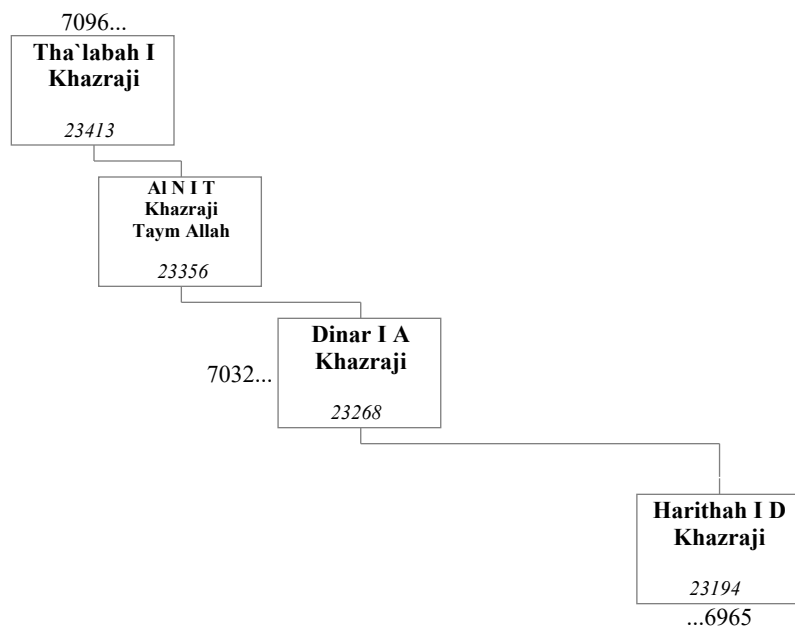 7096...
Tha`labah I
Khazraji
23413
Al N I T
Khazraji
Taym Allah
23356
Dinar I A
Khazraji
7032...
23268
Harithah I D
Khazraji
23194
...6965